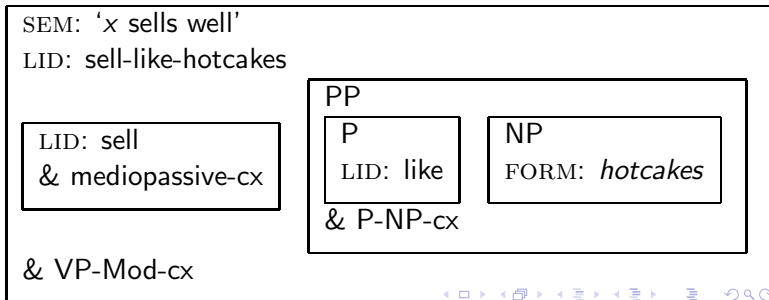 SEM: ‘x sells well’
LID: sell-like-hotcakes
PP
LID: sell
& mediopassive-cx
P
LID: like
NP
FORM: hotcakes
& P-NP-cx
& VP-Mod-cx